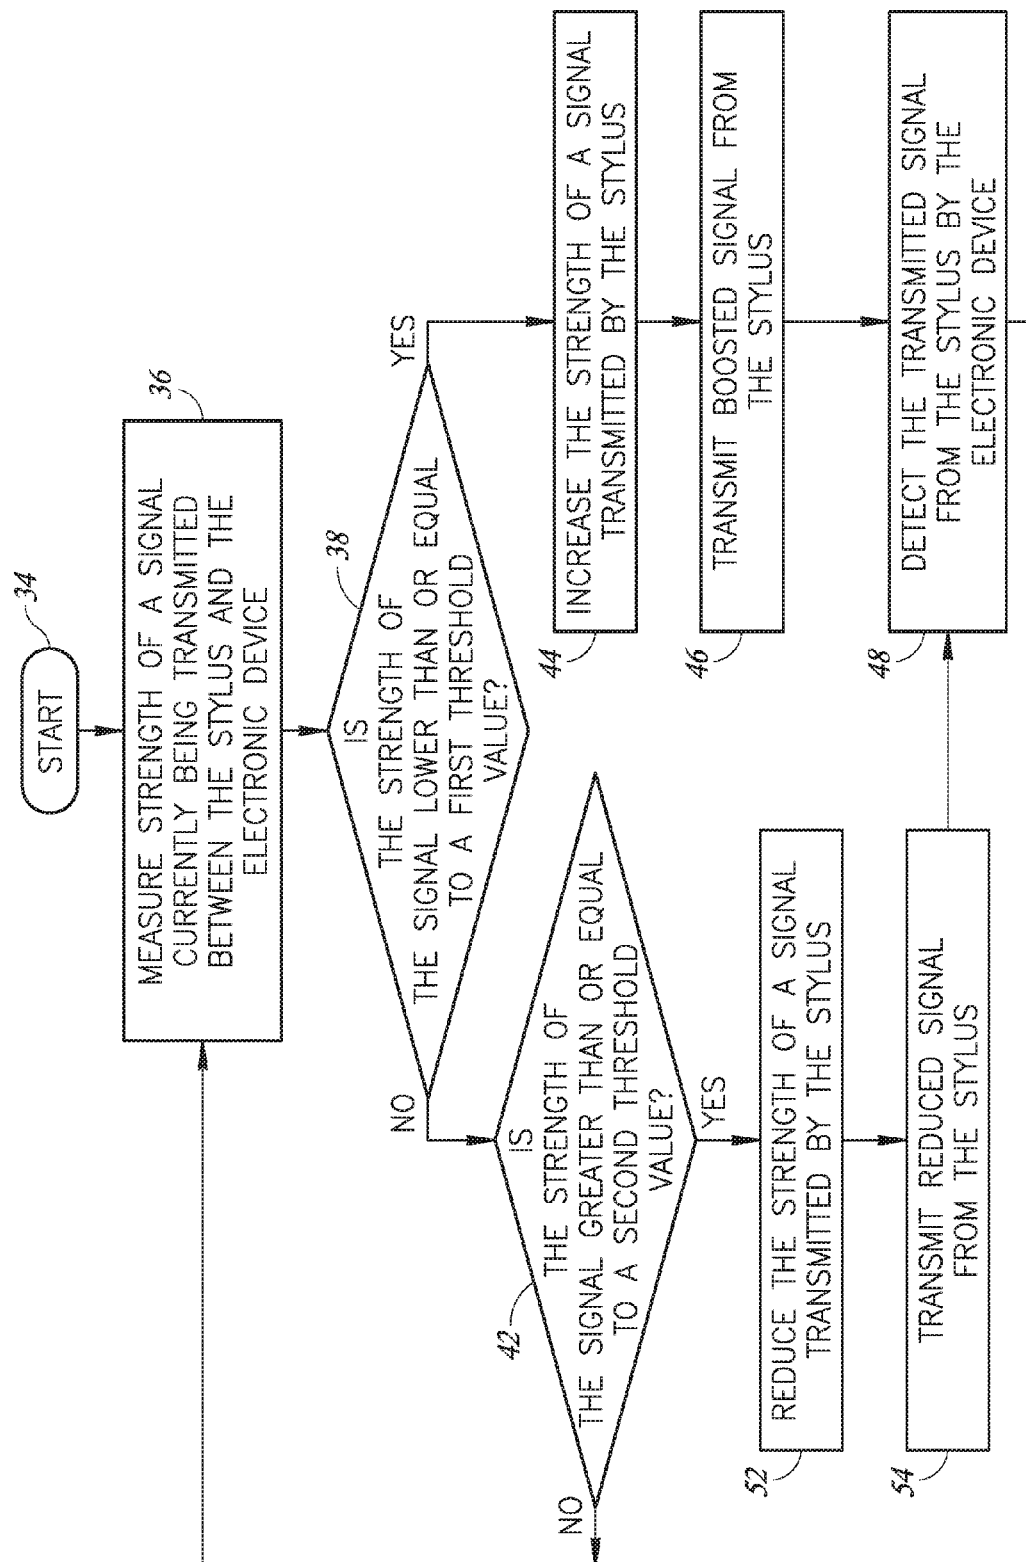 START
34
MEASURE STRENGTH OF A SIGNAL
CURRENTLY BEING TRANSMITTED
BETWEEN THE STYLUS AND THE
ELECTRONIC DEVICE
36
IS
THE STRENGTH OF
THE SIGNAL LOWER THAN OR EQUAL
TO A FIRST THRESHOLD
VALUE?
38
NO
YES
IS
THE STRENGTH OF
THE SIGNAL GREATER THAN OR EQUAL
TO A SECOND THRESHOLD
VALUE?
42
NO
YES
INCREASE THE STRENGTH OF A SIGNAL
TRANSMITTED BY THE STYLUS
44
TRANSMIT BOOSTED SIGNAL FROM
THE STYLUS
46
REDUCE THE STRENGTH OF A SIGNAL
TRANSMITTED BY THE STYLUS
52
TRANSMIT REDUCED SIGNAL
FROM THE STYLUS
54
DETECT THE TRANSMITTED SIGNAL
FROM THE STYLUS BY THE
ELECTRONIC DEVICE
48